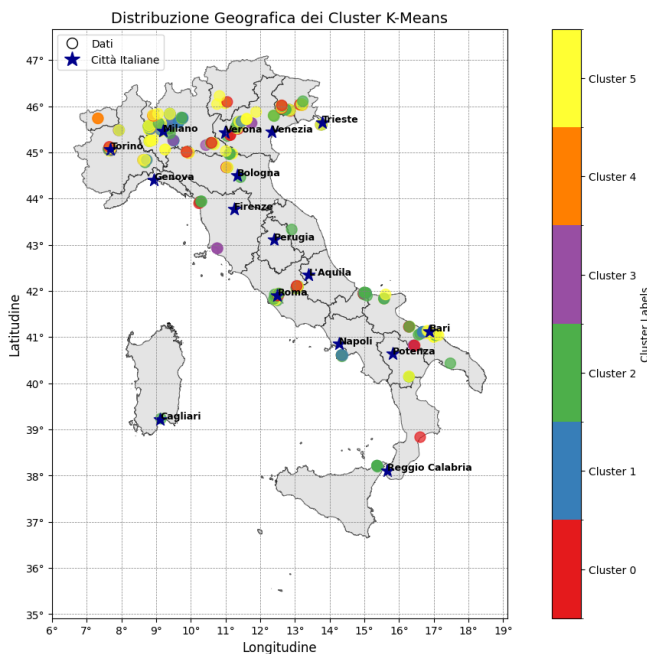 Distribuzione Geografica dei Cluster K-Means
Dati
Città Italiane
47°
46°
45°
44°
43°
42°
41°
40°
39°
38°
37°
36°
35°
Latitudine
Trieste
Milano
Verona
Venezia
Torino
Bologna
Genova
Firenze
Perugia
L'Aquila
Roma
Bari
Napoli
Potenza
Cagliari
Reggio Calabria
6°
7°
8°
9°
10°
11°
12°
13°
14°
15°
16°
17°
18°
19°
Longitudine
Cluster 5
Cluster 4
Cluster 3
Cluster 2
Cluster 1
Cluster 0
Cluster Labels